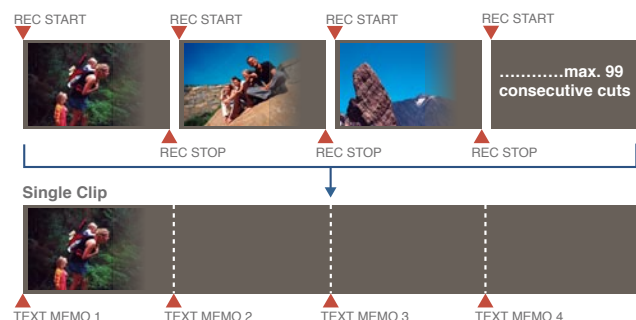 REC START
REC START
REC START
REC START
............max. 99
consecutive cuts
REC STOP
REC STOP
REC STOP
Single Clip
TEXT MEMO 1
TEXT MEMO 2
TEXT MEMO 3
TEXT MEMO 4